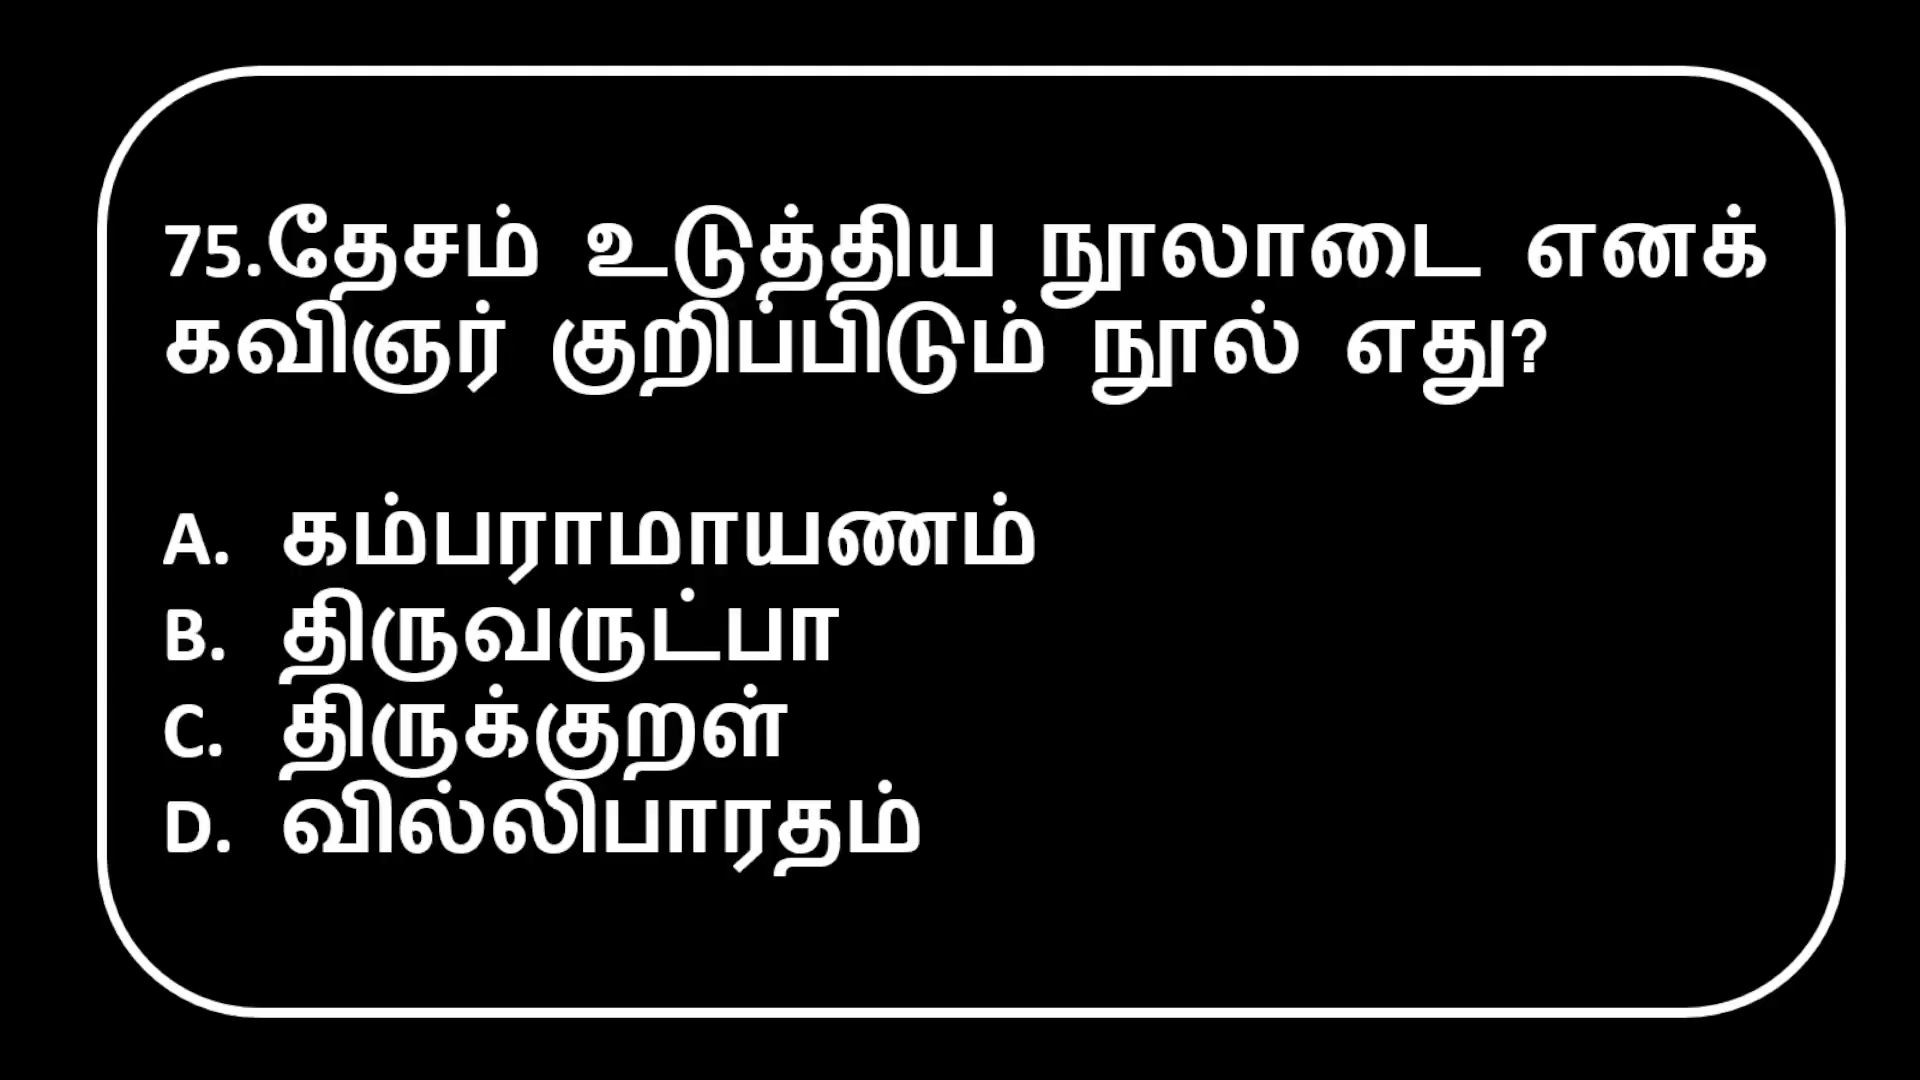 75.தேசம் உடுத்திய நூலாடை எனக்
கவிஞர் குறிப்பிடும் நூல் எது?
A. கம்பராமாயணம்
B. திருவருட்பா
C. திருக்குறள்
D. வில்லிபாரதம்